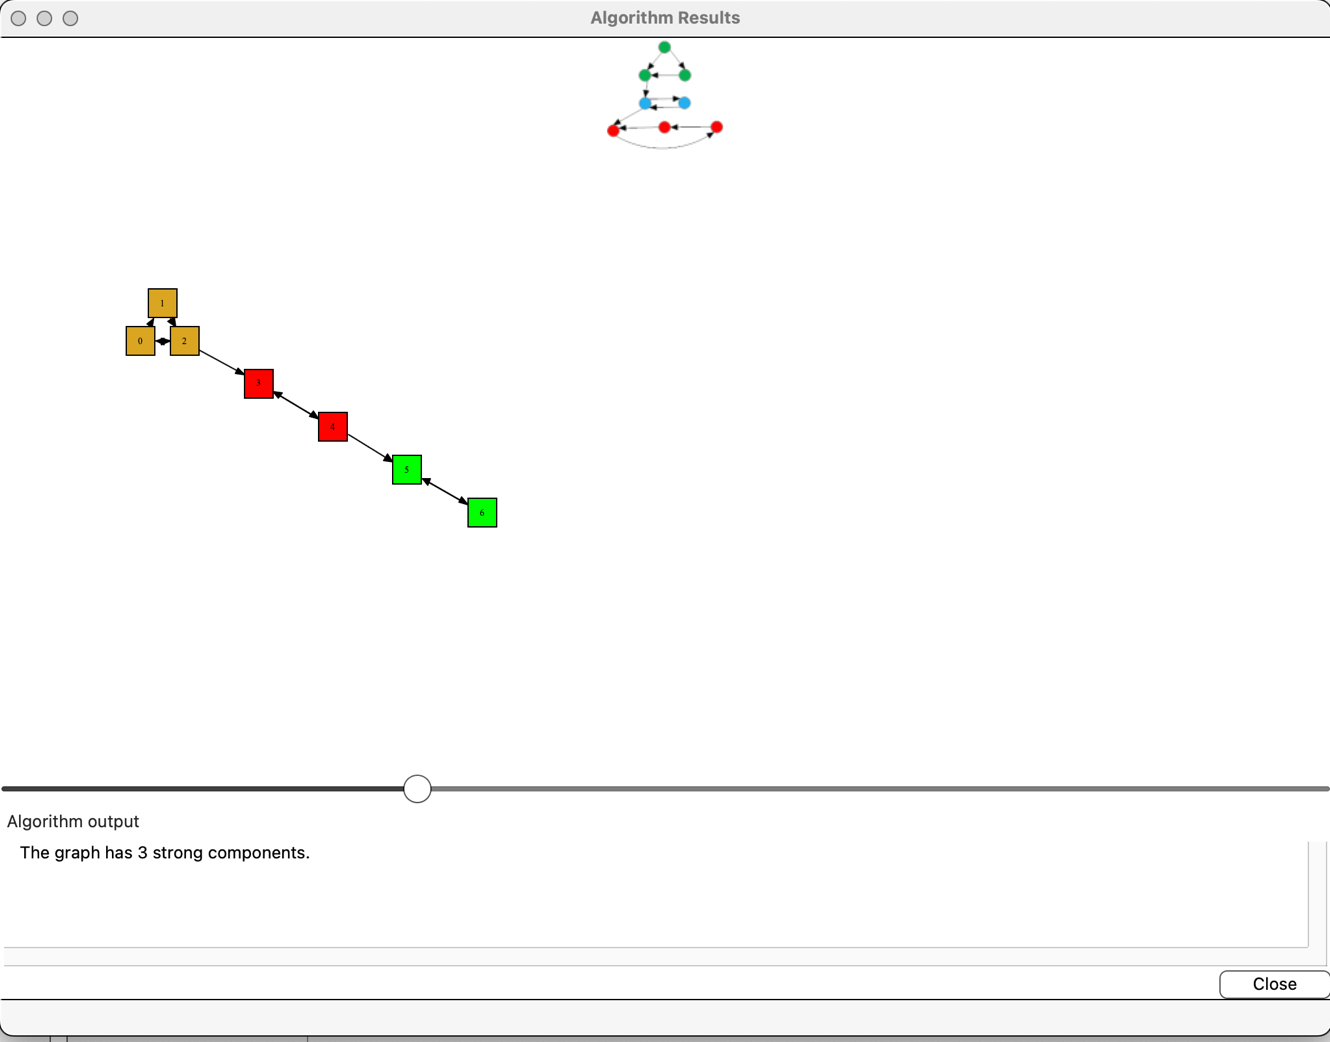 Algorithm Results
1
0
2
3
4
5
6
Algorithm output
The graph has 3 strong components.
Close